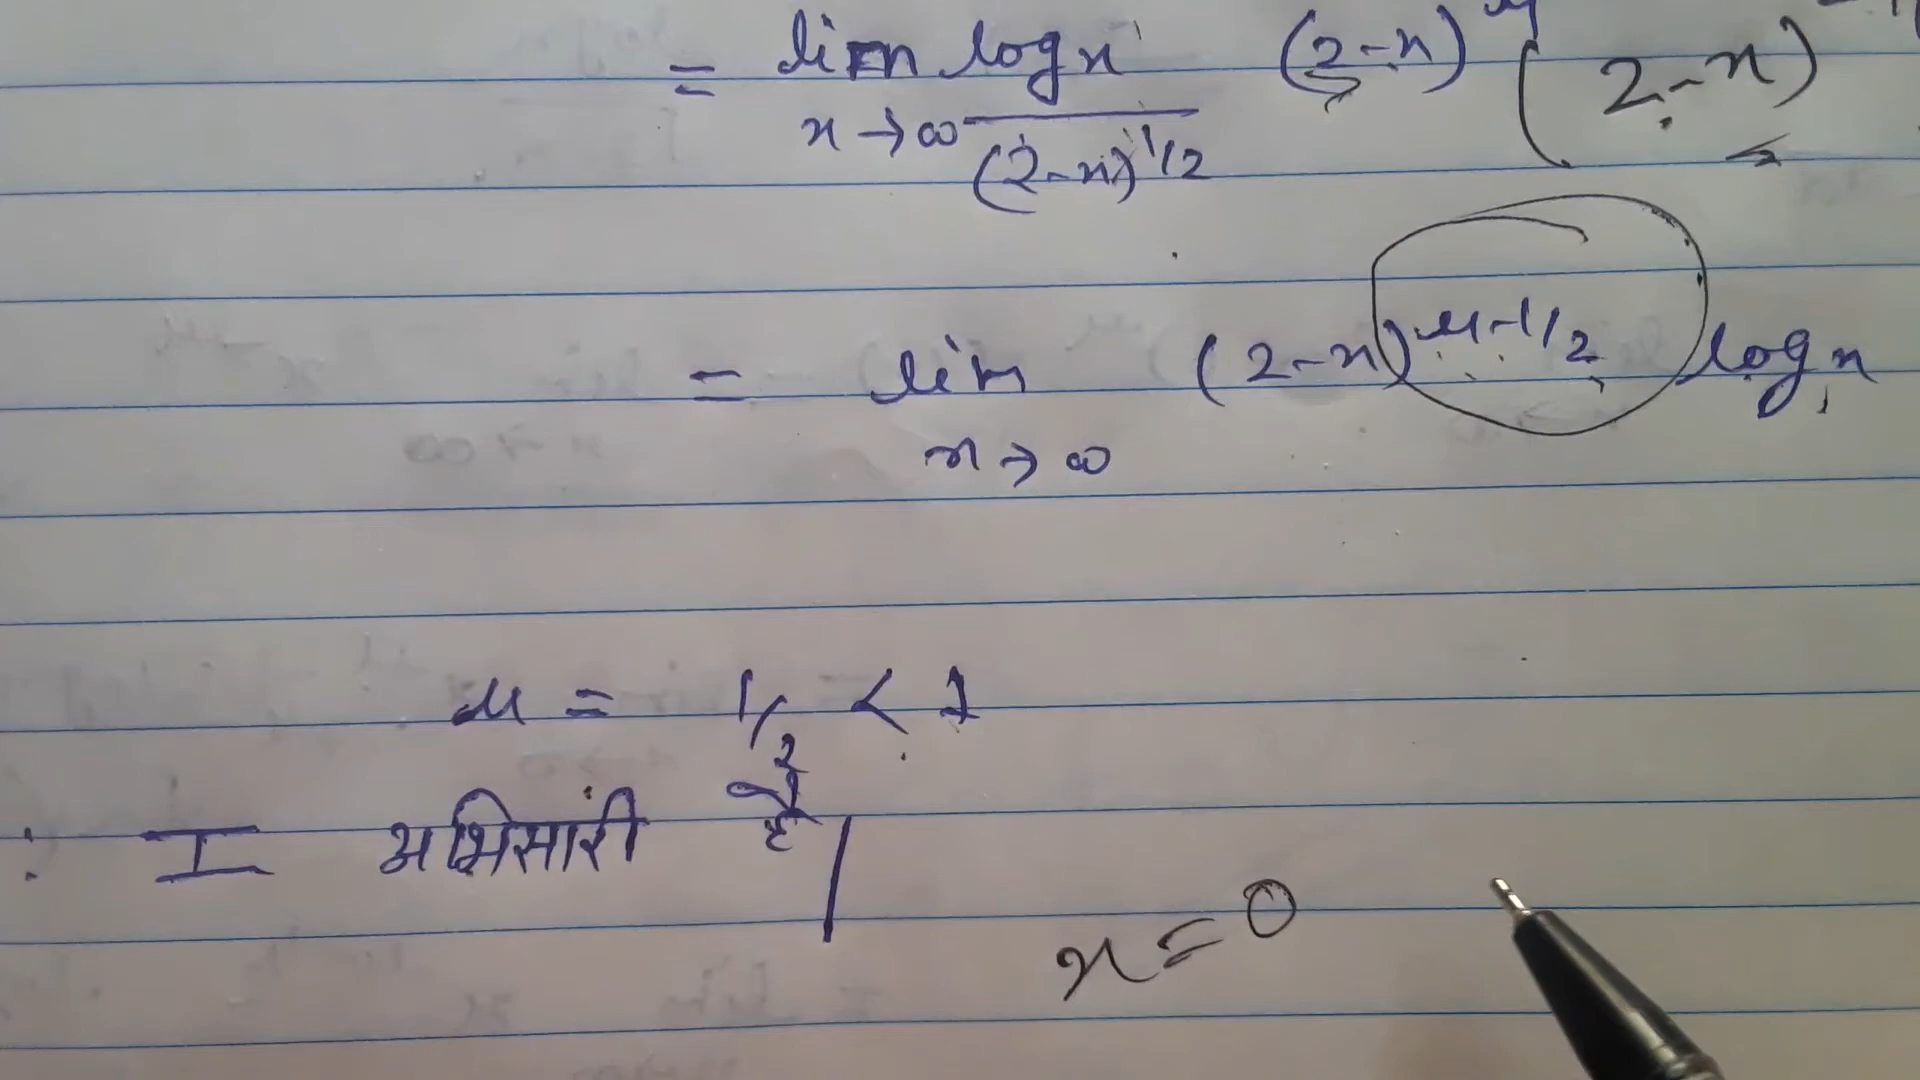 = lim log x (2-x)^μ (2-x)
x → ∞ (2-x)^1/2
= lim (2-x)^μ-1/2 log x
x → ∞
μ = 1/2 < 1
∴ I अभिसारी है|
x = 0